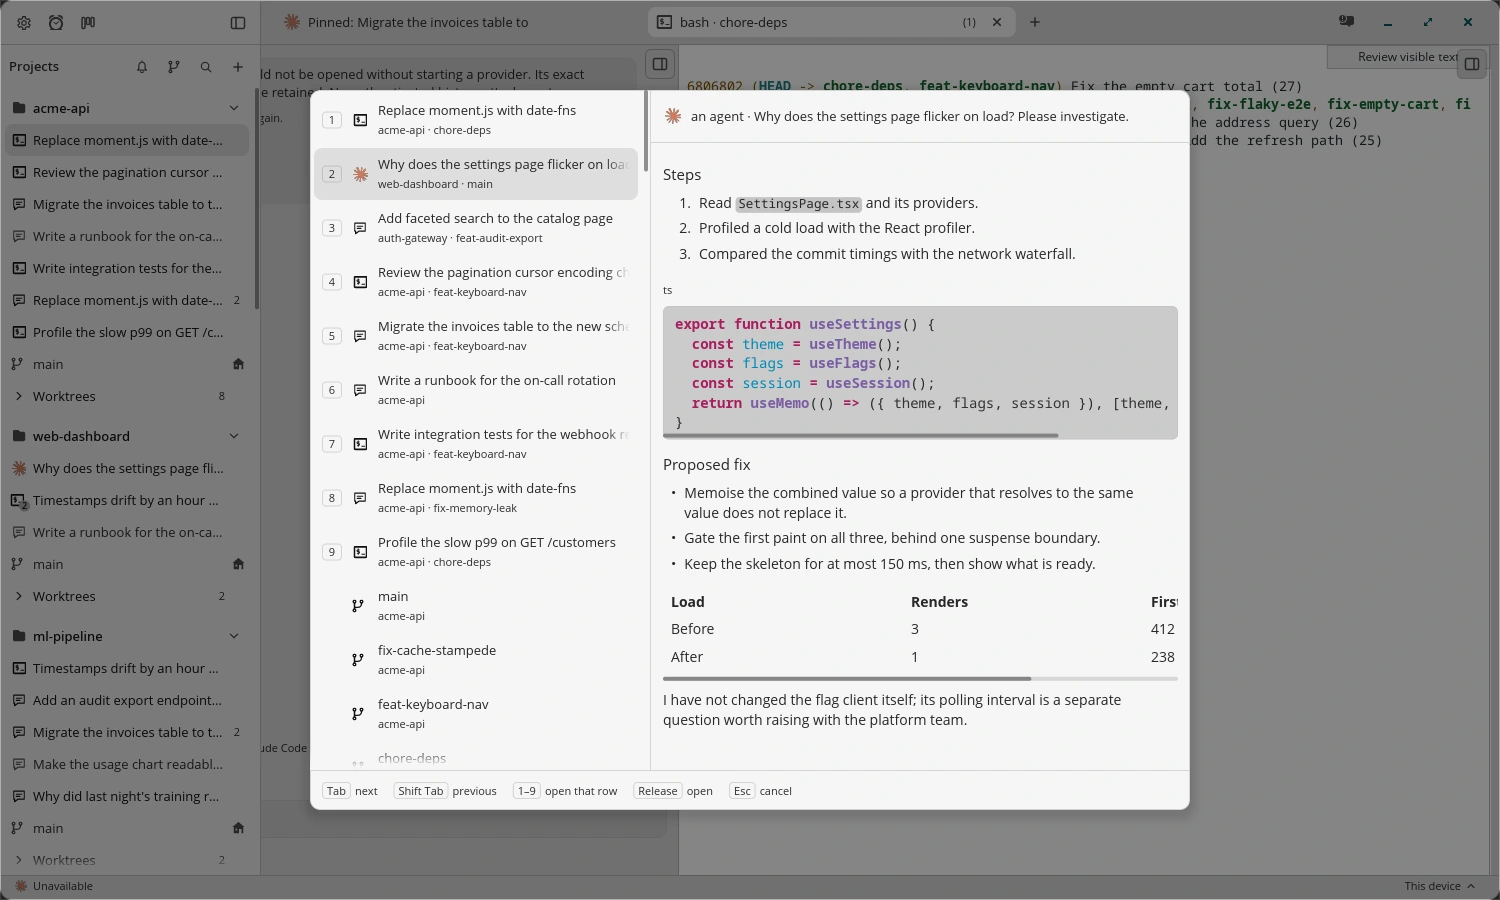 Pinned: Migrate the invoices table to
bash · chore-deps
(1)
Projects
acme-api
Replace moment.js with date-...
Review the pagination cursor ...
Migrate the invoices table to t...
Write a runbook for the on-ca...
Write integration tests for the...
Replace moment.js with date-...
2
Profile the slow p99 on GET /c...
main
Worktrees
8
web-dashboard
Why does the settings page fli...
2
Timestamps drift by an hour ...
Write a runbook for the on-ca...
main
Worktrees
2
ml-pipeline
Timestamps drift by an hour ...
Add an audit export endpoint...
Migrate the invoices table to t...
2
Make the usage chart readabl...
Why did last night's training r...
main
Worktrees
2
ld not be opened without starting a provider. Its exact
e retained
gain.
ude Code
Review visible text
6806802 (HEAD -> chore-deps, feat-keyboard-nav) Fix the empty cart total (27)
, fix-flaky-e2e, fix-empty-cart, fi
he address query (26)
dd the refresh path (25)
1
Replace moment.js with date-fns
acme-api · chore-deps
2
Why does the settings page flicker on loa
web-dashboard · main
3
Add faceted search to the catalog page
auth-gateway · feat-audit-export
4
Review the pagination cursor encoding ch
acme-api · feat-keyboard-nav
5
Migrate the invoices table to the new sche
acme-api · feat-keyboard-nav
6
Write a runbook for the on-call rotation
acme-api
7
Write integration tests for the webhook re
acme-api · feat-keyboard-nav
8
Replace moment.js with date-fns
acme-api · fix-memory-leak
9
Profile the slow p99 on GET /customers
acme-api · chore-deps
main
acme-api
fix-cache-stampede
acme-api
feat-keyboard-nav
acme-api
chore-deps
an agent · Why does the settings page flicker on load? Please investigate.
Steps
1. Read SettingsPage.tsx and its providers.
2. Profiled a cold load with the React profiler.
3. Compared the commit timings with the network waterfall.
ts
export function useSettings() {
const theme = useTheme();
const flags = useFlags();
const session = useSession();
return useMemo(() => ({ theme, flags, session }), [theme,
}
Proposed fix
• Memoise the combined value so a provider that resolves to the same
value does not replace it.
• Gate the first paint on all three, behind one suspense boundary.
• Keep the skeleton for at most 150 ms, then show what is ready.
Load Renders First
Before 3 412
After 1 238
I have not changed the flag client itself; its polling interval is a separate
question worth raising with the platform team.
Tab next Shift Tab previous 1–9 open that row Release open Esc cancel
Unavailable
This device